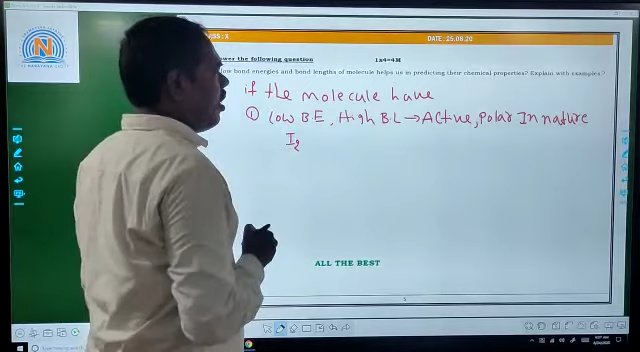 SS : X
DATE : 25.08.20
wer the following question 1x4=4M
ow bond energies and bond lengths of molecule helps us in predicting their chemical properties? Explain with examples.
if the molecule have
① Low B.E, High B.L → Active, Polar In nature
I2
ALL THE BEST
N
NARAYANA